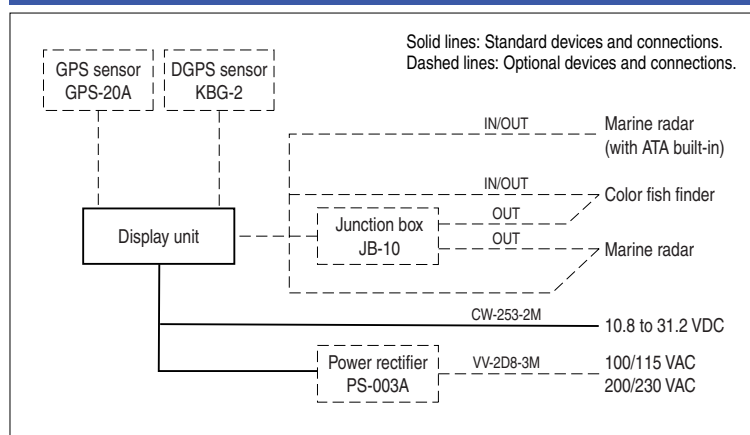 Solid lines: Standard devices and connections.
Dashed lines: Optional devices and connections.
GPS sensor
GPS-20A
DGPS sensor
KBG-2
IN/OUT
Marine radar
(with ATA built-in)
IN/OUT
Color fish finder
Display unit
Junction box
JB-10
OUT
OUT
Marine radar
CW-253-2M
10.8 to 31.2 VDC
Power rectifier
PS-003A
VV-2D8-3M
100/115 VAC
200/230 VAC